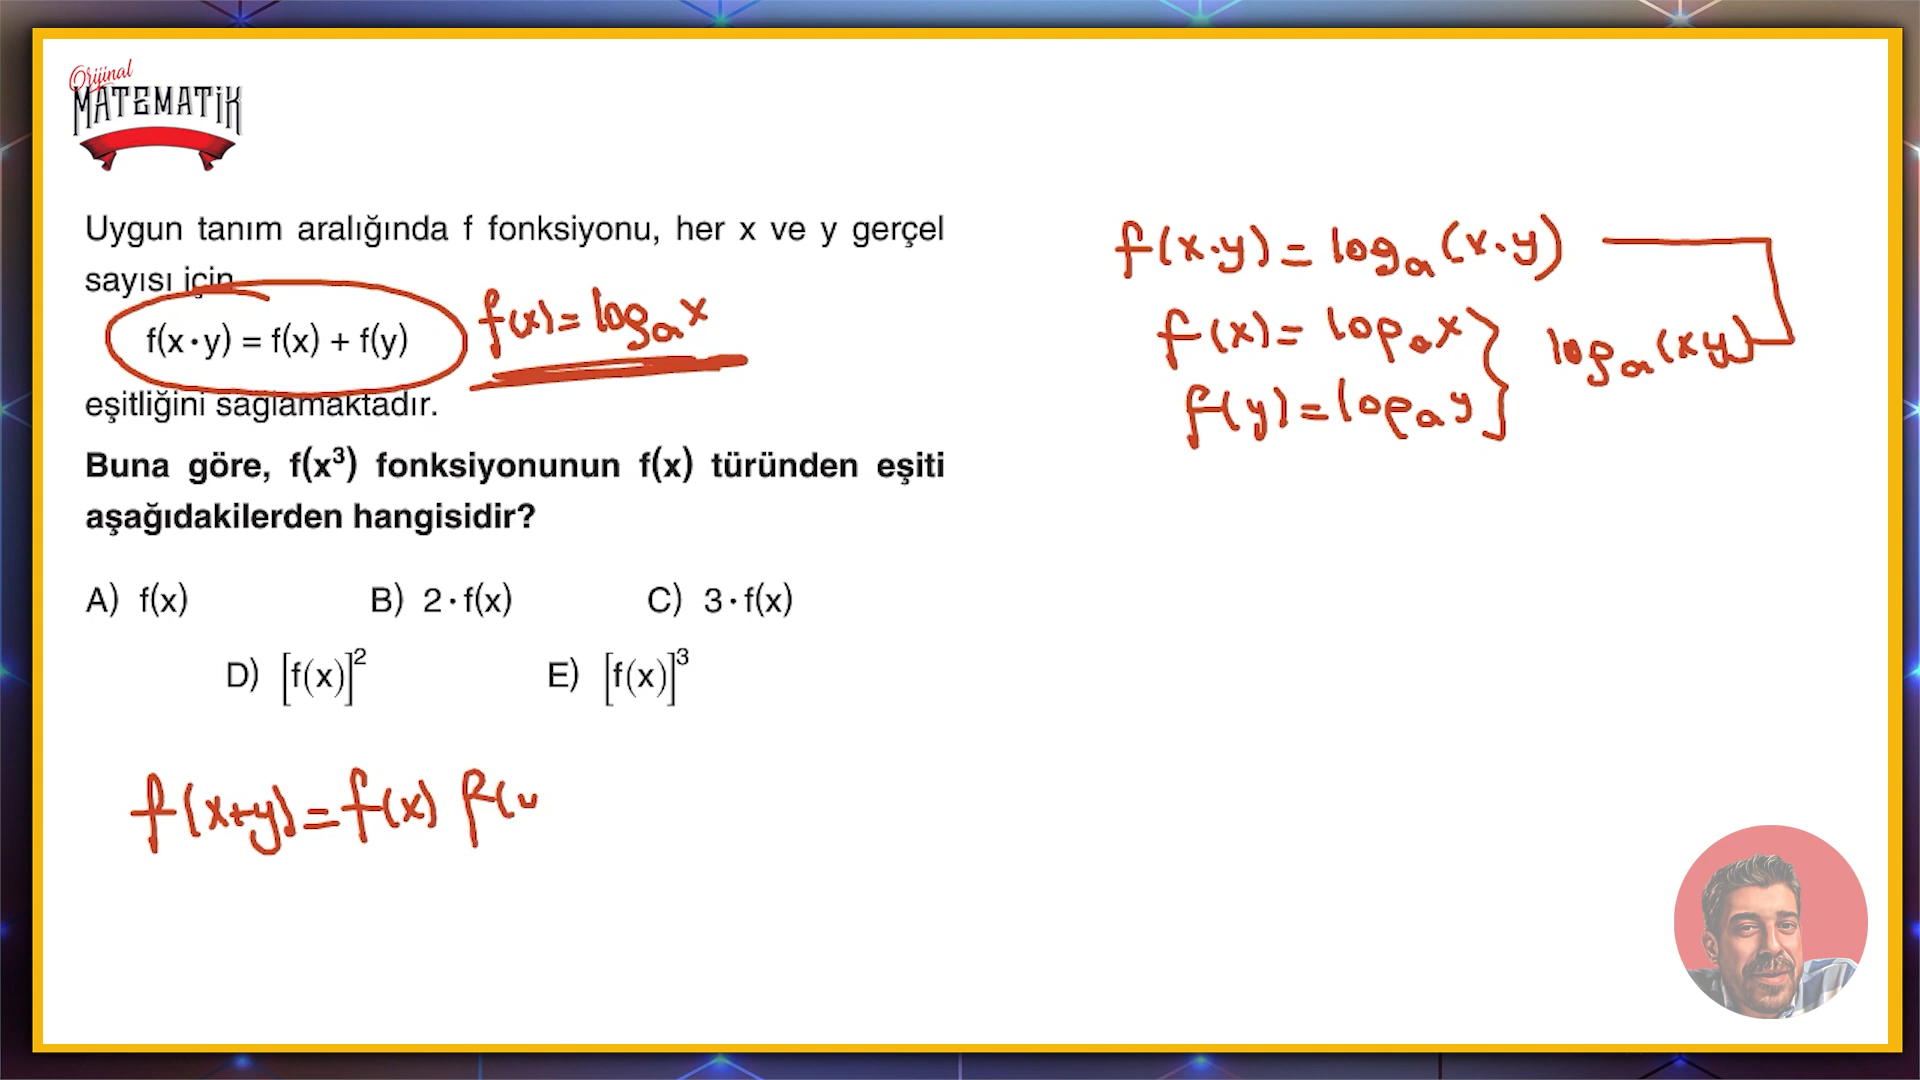 Orijinal
MATEMATiK
Uygun tanım aralığında f fonksiyonu, her x ve y gerçel
sayısı için
f(x·y) = f(x) + f(y)
f(x) = logₐx
eşitliğini sağlamaktadır.
Buna göre, f(x³) fonksiyonunun f(x) türünden eşiti
aşağıdakilerden hangisidir?
A) f(x) B) 2·f(x) C) 3·f(x)
D) [f(x)]² E) [f(x)]³
f(x+y)=f(x) f(
f(x·y) = logₐ(x·y)
f(x) = logₐx
f(y) = logₐy
logₐ(xy)